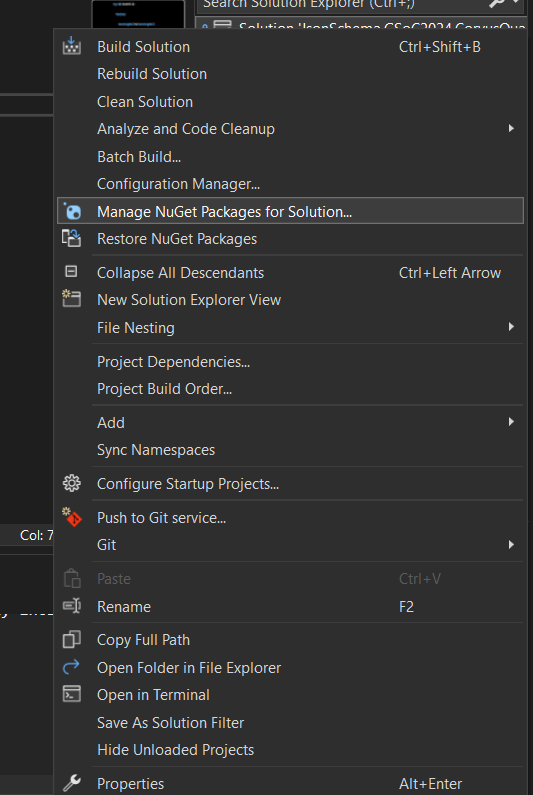 Search Solution Explorer (Ctrl+;)
Solution 'JsonSchema.GSoC2024.CorvusQua
Build Solution Ctrl+Shift+B
Rebuild Solution
Clean Solution
Analyze and Code Cleanup
Batch Build...
Configuration Manager...
Manage NuGet Packages for Solution...
Restore NuGet Packages
Collapse All Descendants Ctrl+Left Arrow
New Solution Explorer View
File Nesting
Project Dependencies...
Project Build Order...
Add
Sync Namespaces
Configure Startup Projects...
Push to Git service...
Col: 7
Git
Paste Ctrl+V
Rename F2
Copy Full Path
Open Folder in File Explorer
Open in Terminal
Save As Solution Filter
Hide Unloaded Projects
Properties Alt+Enter